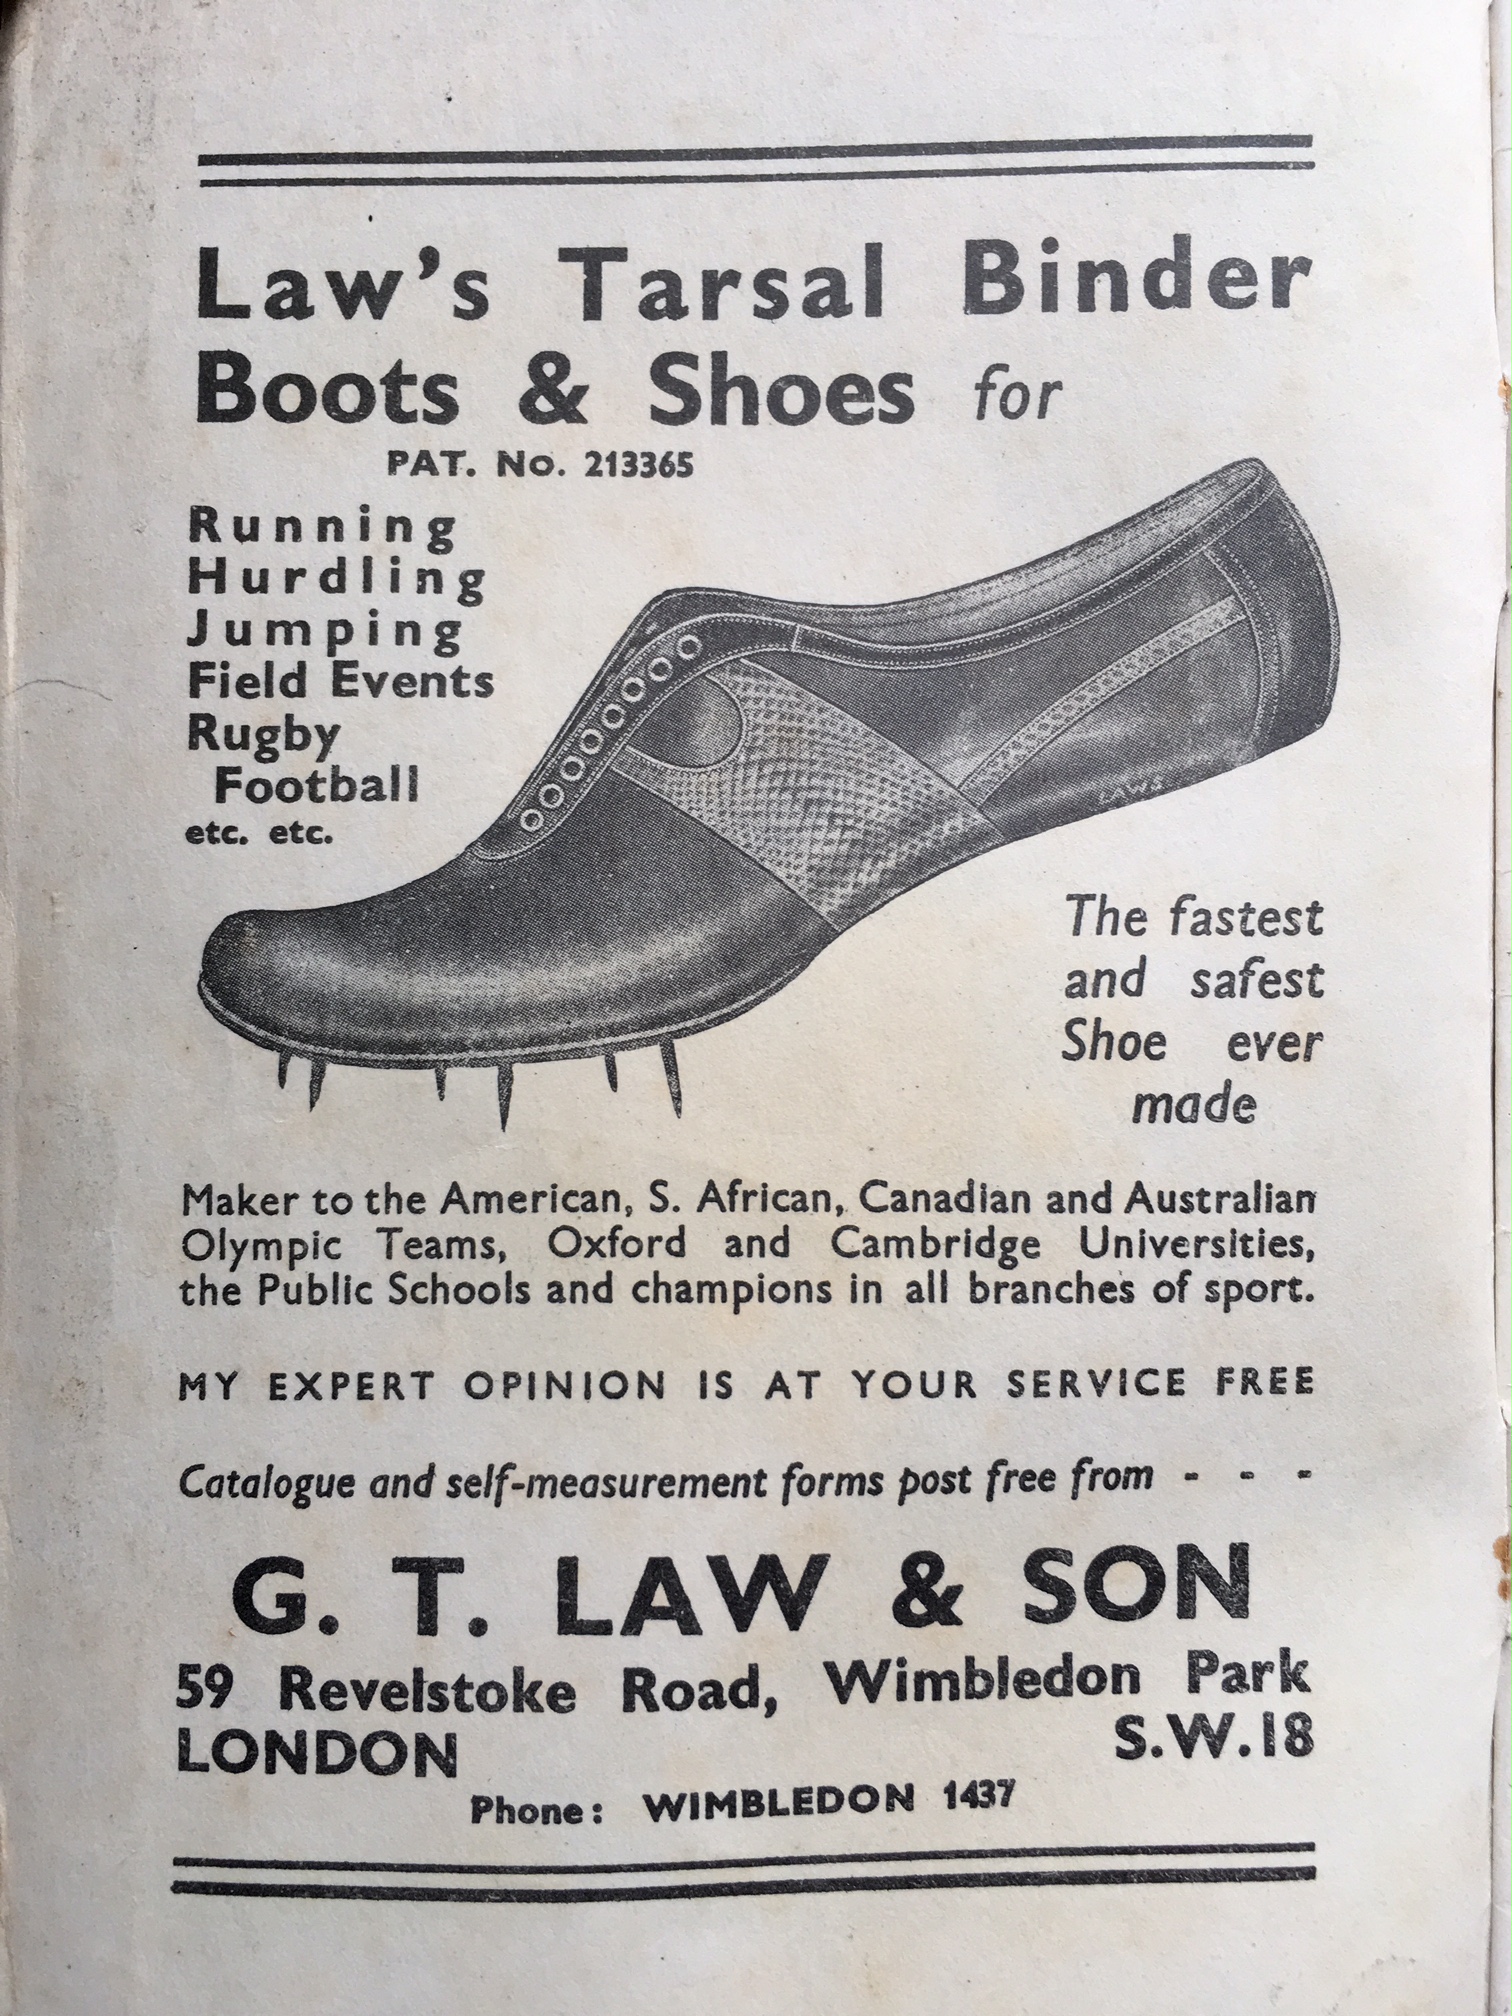 Law's Tarsal Binder
Boots & Shoes for
PAT. No. 213365
Running
Hurdling
Jumping
Field Events
Rugby
Football
etc. etc.
LAWS
The fastest
and safest
Shoe ever
made
Maker to the American, S. African, Canadian and Australian
Olympic Teams, Oxford and Cambridge Universities,
the Public Schools and champions in all branches of sport.
MY EXPERT OPINION IS AT YOUR SERVICE FREE
Catalogue and self-measurement forms post free from - - -
G. T. LAW & SON
59 Revelstoke Road, Wimbledon Park
LONDON S.W.18
Phone: WIMBLEDON 1437